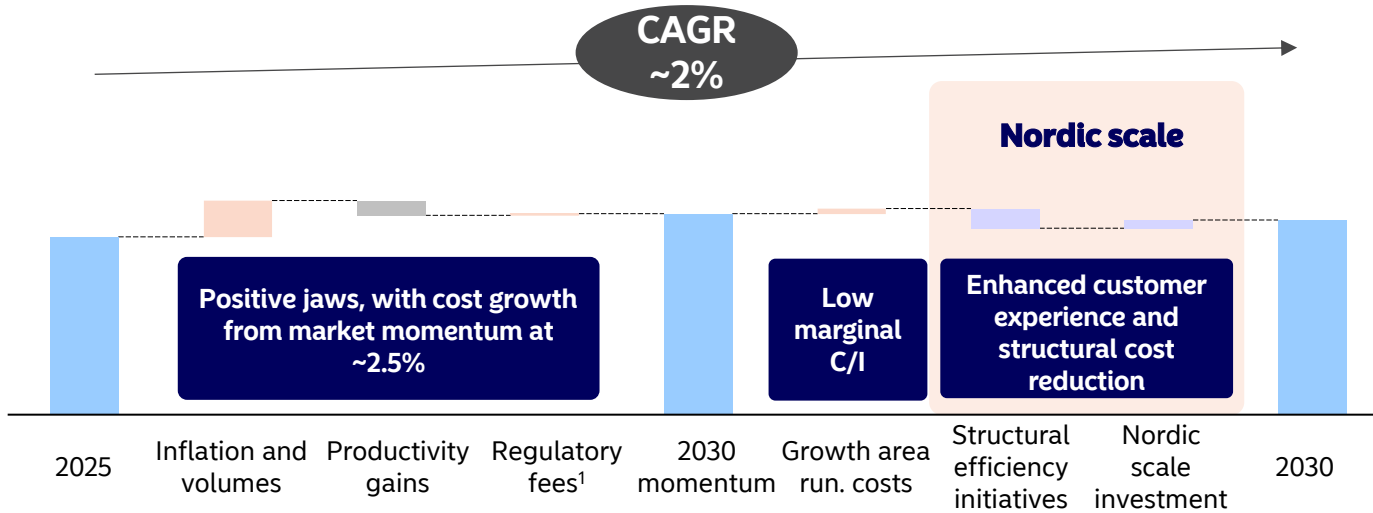 CAGR
~2%
Nordic scale
Positive jaws, with cost growth
from market momentum at
~2.5%
Low
marginal
C/I
Enhanced customer
experience and
structural cost
reduction
2025
Inflation and
volumes
Productivity
gains
Regulatory
fees¹
2030
momentum
Growth area
run. costs
Structural
efficiency
initiatives
Nordic
scale
investment
2030